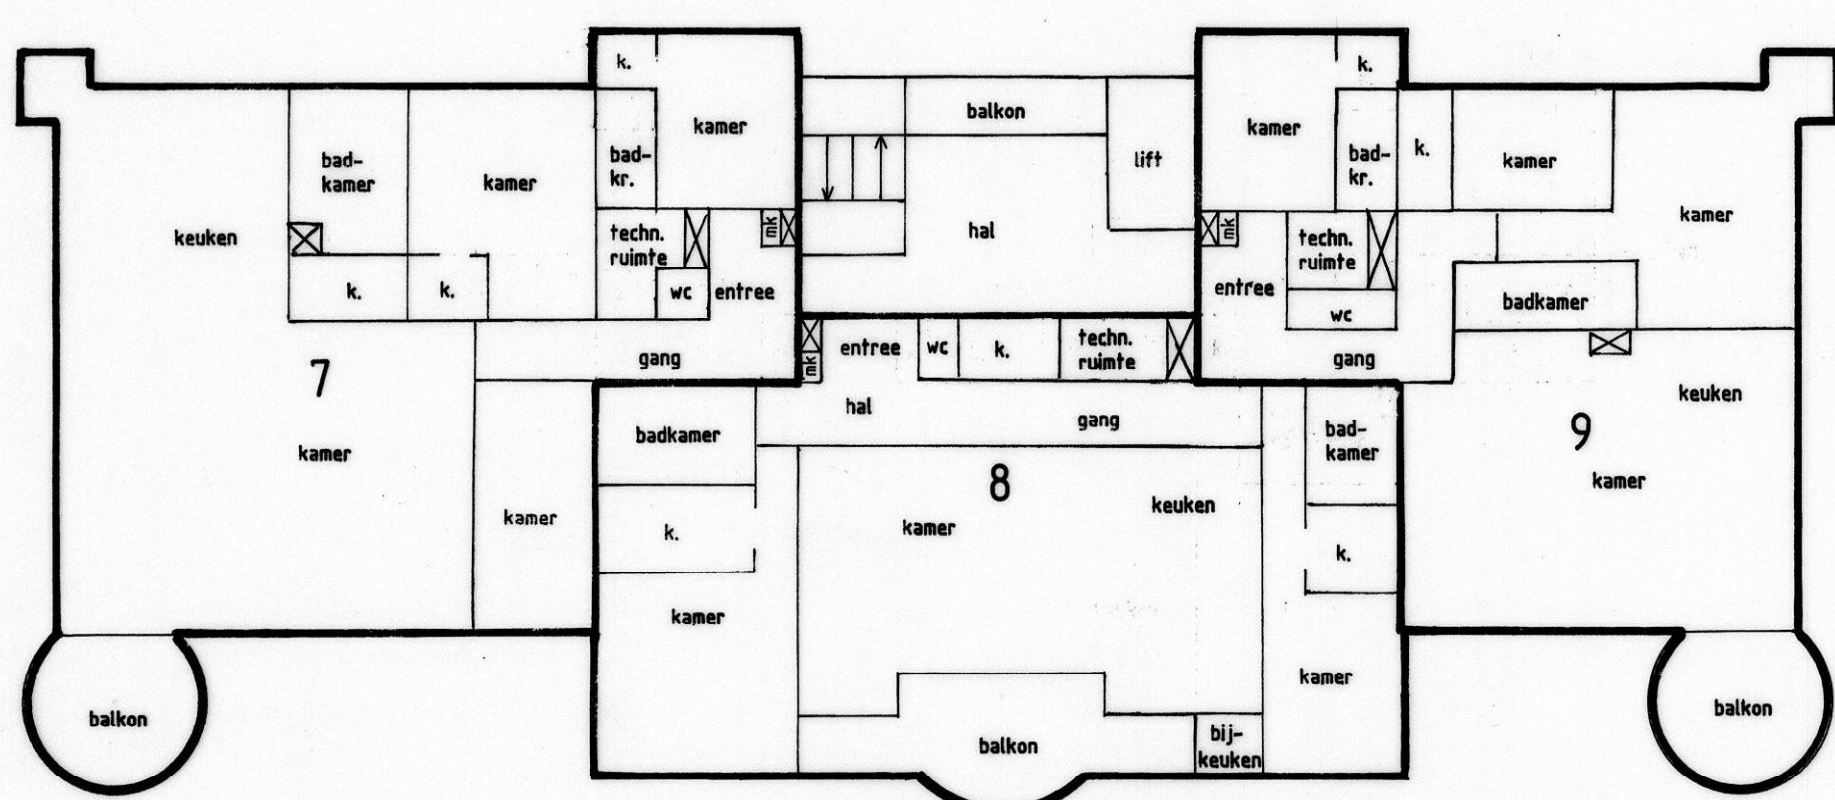 k.
kamer
balkon
lift
kamer
k.
bad-
kamer
kamer
bad-
kr.
bad-
kr.
k.
kamer
keuken
techn.
ruimte
mk
hal
mk
techn.
ruimte
kamer
k.
k.
wc
entree
entree
wc
badkamer
7
gang
mk
entree
wc
k.
techn.
ruimte
gang
keuken
kamer
badkamer
hal
gang
bad-
kamer
9
kamer
kamer
k.
8
kamer
keuken
k.
kamer
kamer
balkon
balkon
bij-
keuken
balkon